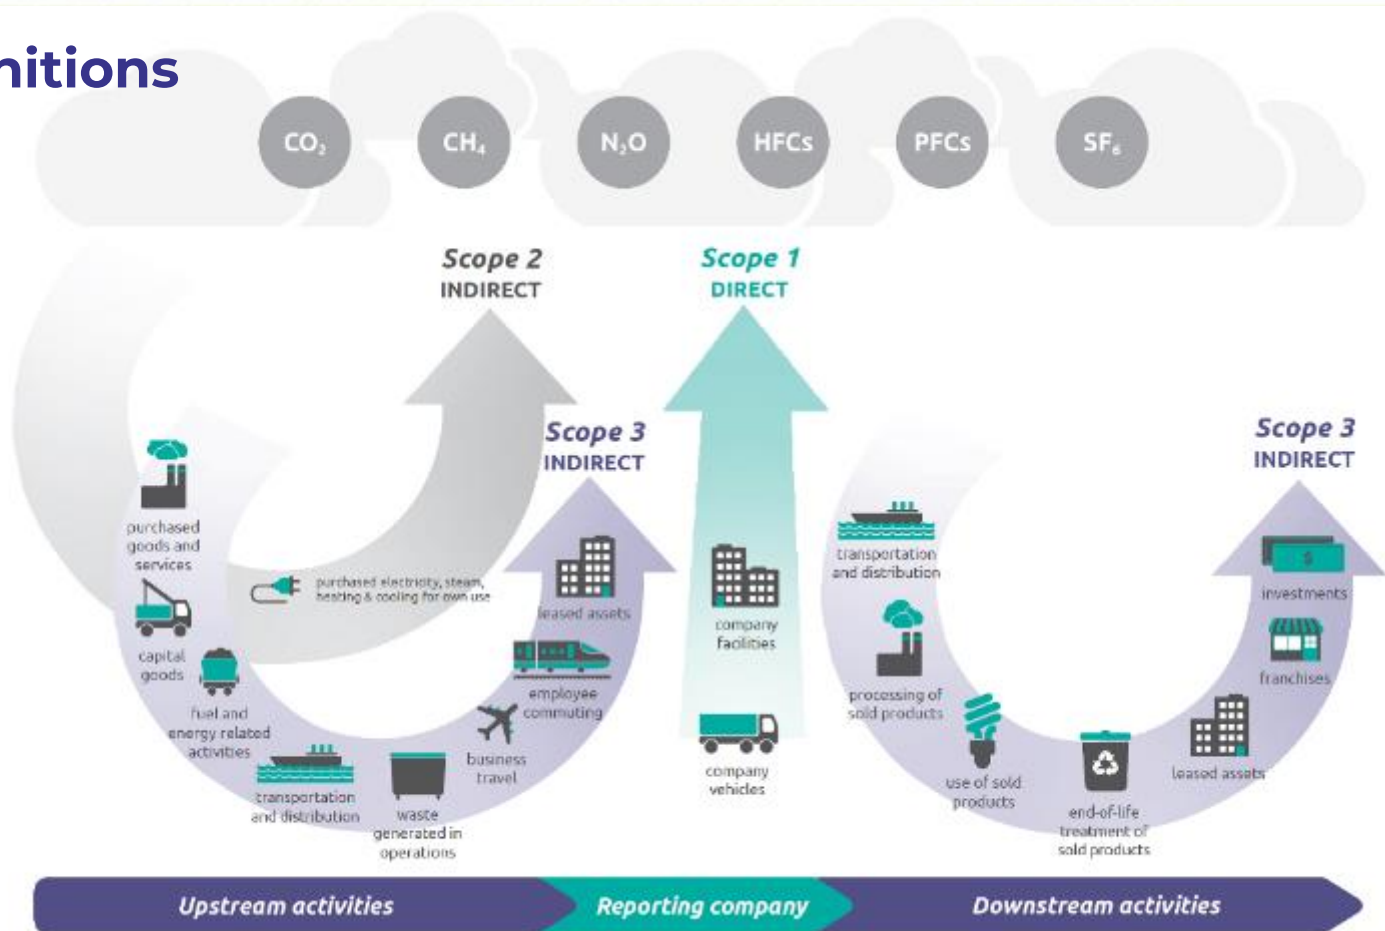 nitions
CO₂
CH₄
N₂O
HFCs
PFCs
SF₆
Scope 2
INDIRECT
Scope 1
DIRECT
Scope 3
INDIRECT
Scope 3
INDIRECT
purchased
goods and
services
capital
goods
fuel and
energy related
activities
purchased electricity, steam,
heating & cooling for own use
transportation
and distribution
waste
generated in
operations
business
travel
employee
commuting
leased assets
company
facilities
company
vehicles
transportation
and distribution
processing of
sold products
use of sold
products
end-of-life
treatment of
sold products
leased assets
franchises
$
investments
Upstream activities
Reporting company
Downstream activities